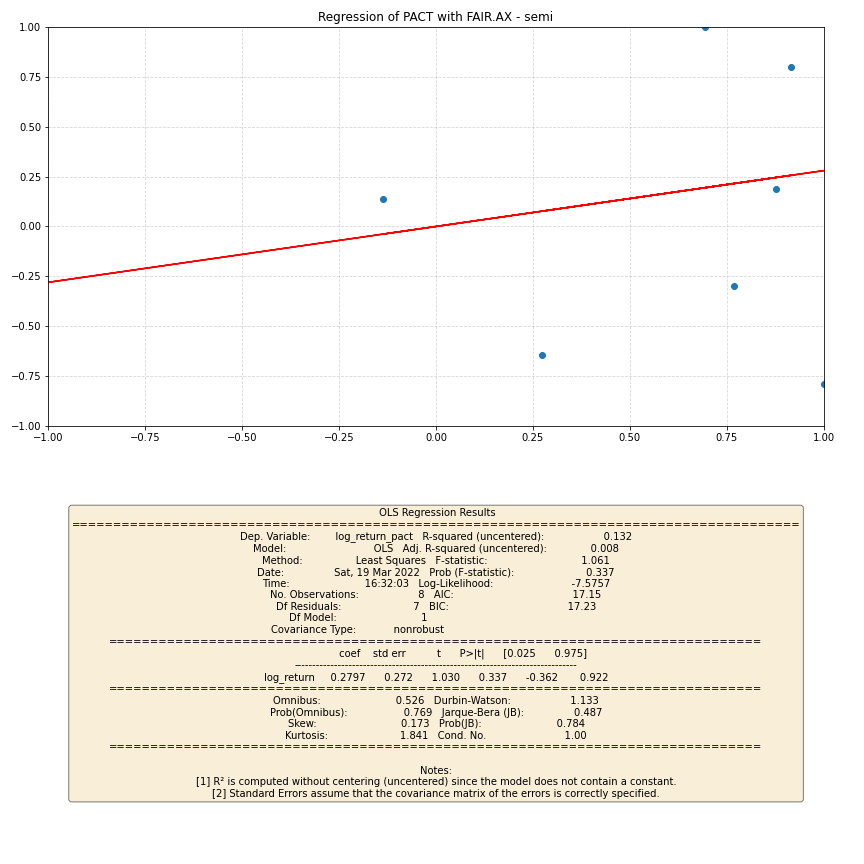 Regression of PACT with FAIR.AX - semi
1.00
0.75
0.50
0.25
0.00
−0.25
−0.50
−0.75
−1.00
−1.00 −0.75 −0.50 −0.25 0.00 0.25 0.50 0.75 1.00
OLS Regression Results
==============================================================================
Dep. Variable: log_return_pact R-squared (uncentered): 0.132
Model: OLS Adj. R-squared (uncentered): 0.008
Method: Least Squares F-statistic: 1.061
Date: Sat, 19 Mar 2022 Prob (F-statistic): 0.337
Time: 16:32:03 Log-Likelihood: -7.5757
No. Observations: 8 AIC: 17.15
Df Residuals: 7 BIC: 17.23
Df Model: 1
Covariance Type: nonrobust
==============================================================================
coef std err t P>|t| [0.025 0.975]
------------------------------------------------------------------------------
log_return 0.2797 0.272 1.030 0.337 -0.362 0.922
==============================================================================
Omnibus: 0.526 Durbin-Watson: 1.133
Prob(Omnibus): 0.769 Jarque-Bera (JB): 0.487
Skew: 0.173 Prob(JB): 0.784
Kurtosis: 1.841 Cond. No. 1.00
==============================================================================
Notes:
[1] R² is computed without centering (uncentered) since the model does not contain a constant.
[2] Standard Errors assume that the covariance matrix of the errors is correctly specified.